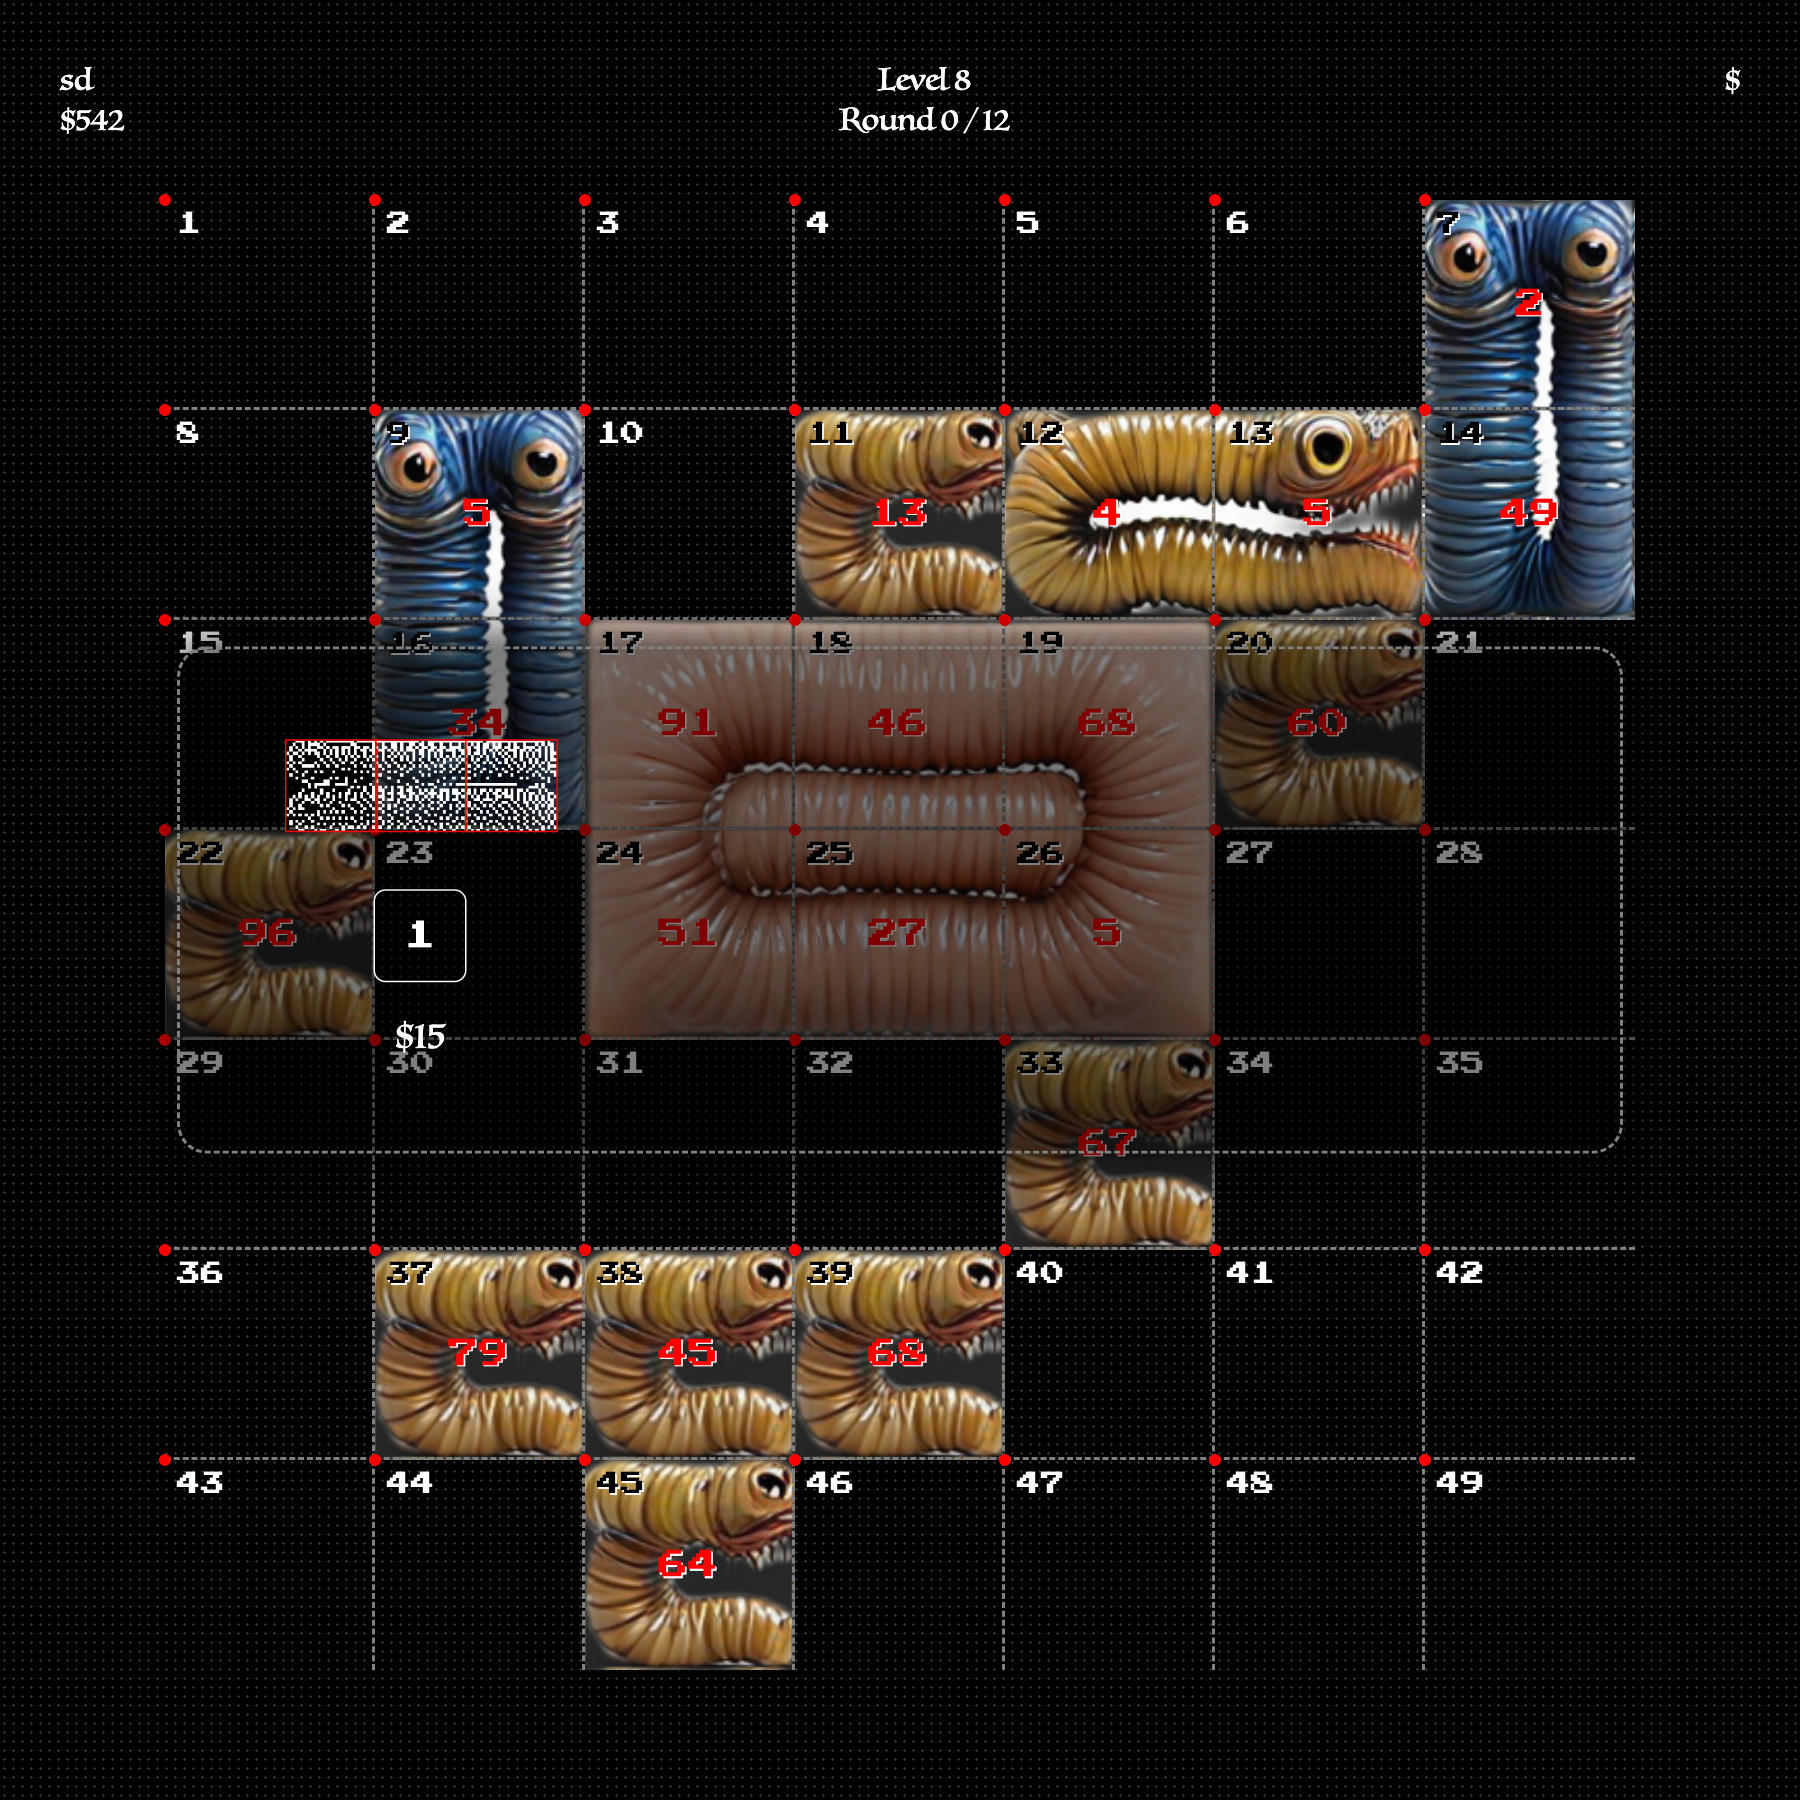 sd
Level 8
$
$542
Round 0 / 12
1 2 3 4 5 6 7
2
8 9 10 11 12 13 14
5 13 4 5 49
15 16 17 18 19 20 21
34 91 46 68 60
22 23 24 25 26 27 28
96 1 51 27 5
$15
29 30 31 32 33 34 35
67
36 37 38 39 40 41 42
79 45 68
43 44 45 46 47 48 49
64